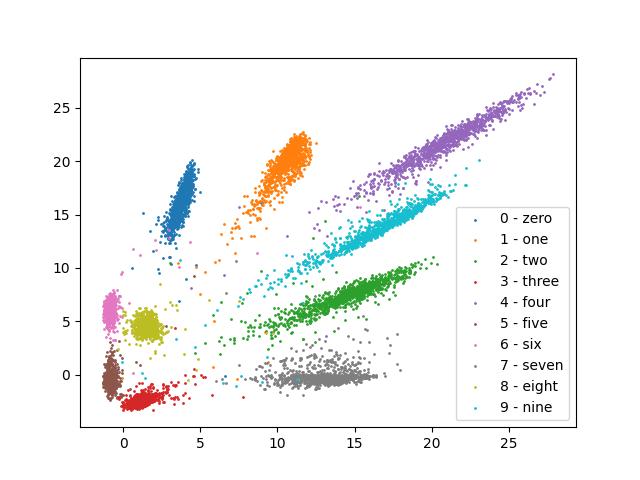 25
20
15
10
5
0
0 - zero
1 - one
2 - two
3 - three
4 - four
5 - five
6 - six
7 - seven
8 - eight
9 - nine
0 5 10 15 20 25